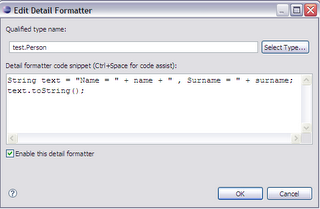 Edit Detail Formatter
Qualified type name:
test.Person
Select Type...
Detail formatter code snippet (Ctrl+Space for code assist):
String text = "Name = " + name + " , Surname = " + surname;
text.toString();
Enable this detail formatter
?
OK
Cancel